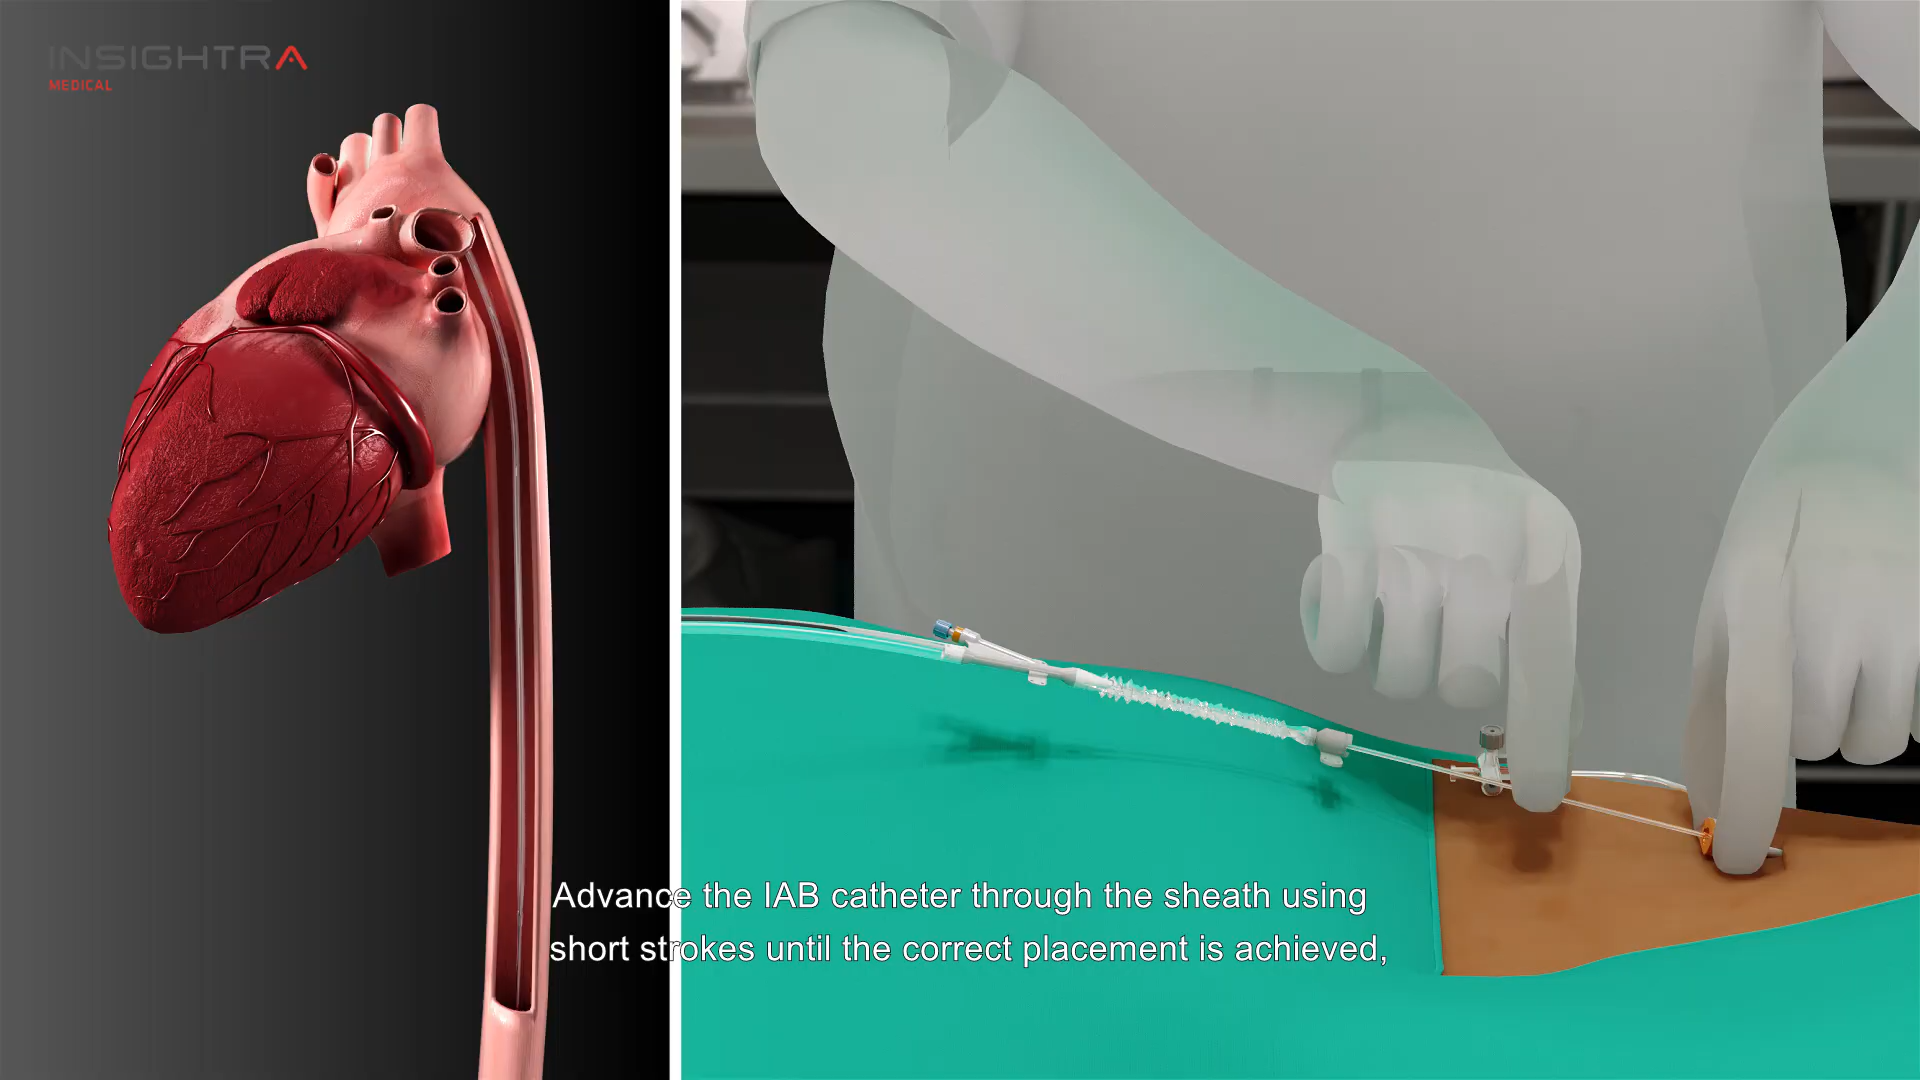 INSIGHTRA
MEDICAL
Advance the IAB catheter through the sheath using
short strokes until the correct placement is achieved,